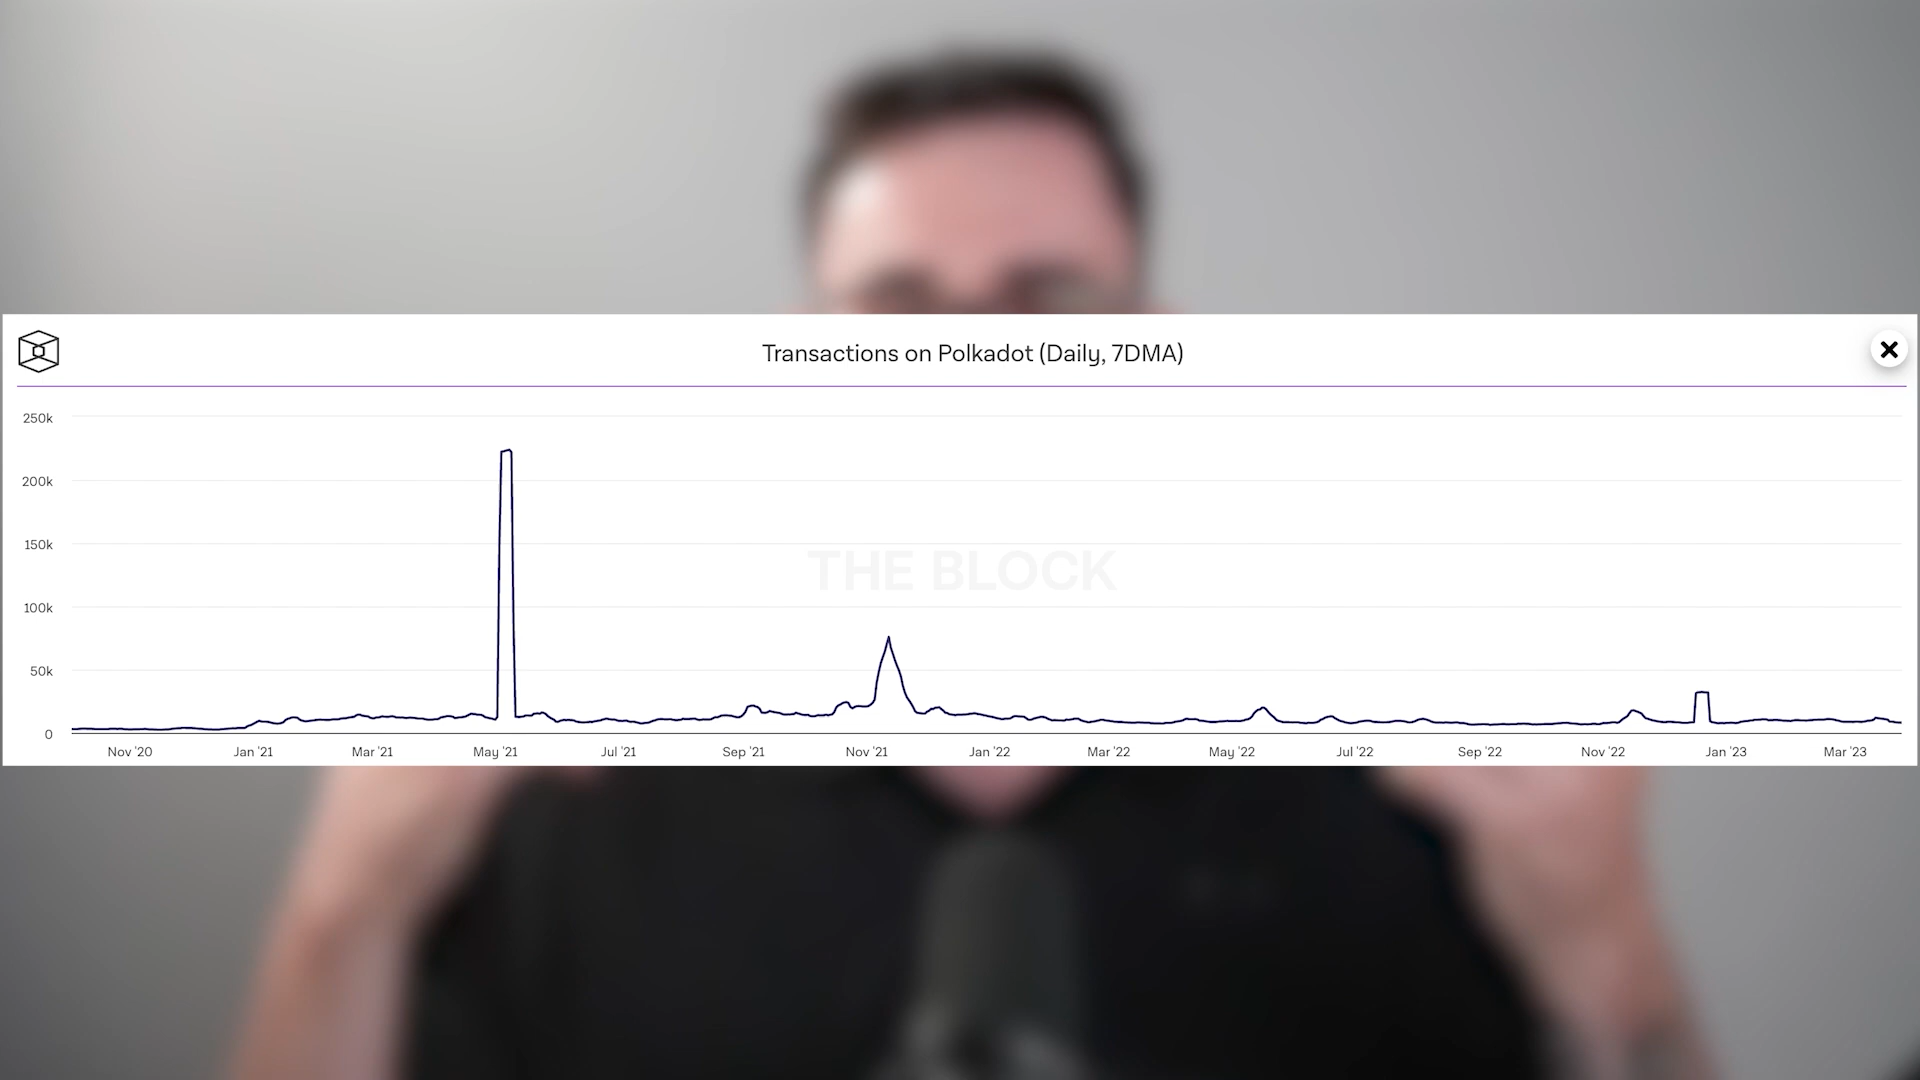 Transactions on Polkadot (Daily, 7DMA)
250k
200k
150k
THE BLOCK
100k
50k
0
Nov '20 Jan '21 Mar '21 May '21 Jul '21 Sep '21 Nov '21 Jan '22 Mar '22 May '22 Jul '22 Sep '22 Nov '22 Jan '23 Mar '23